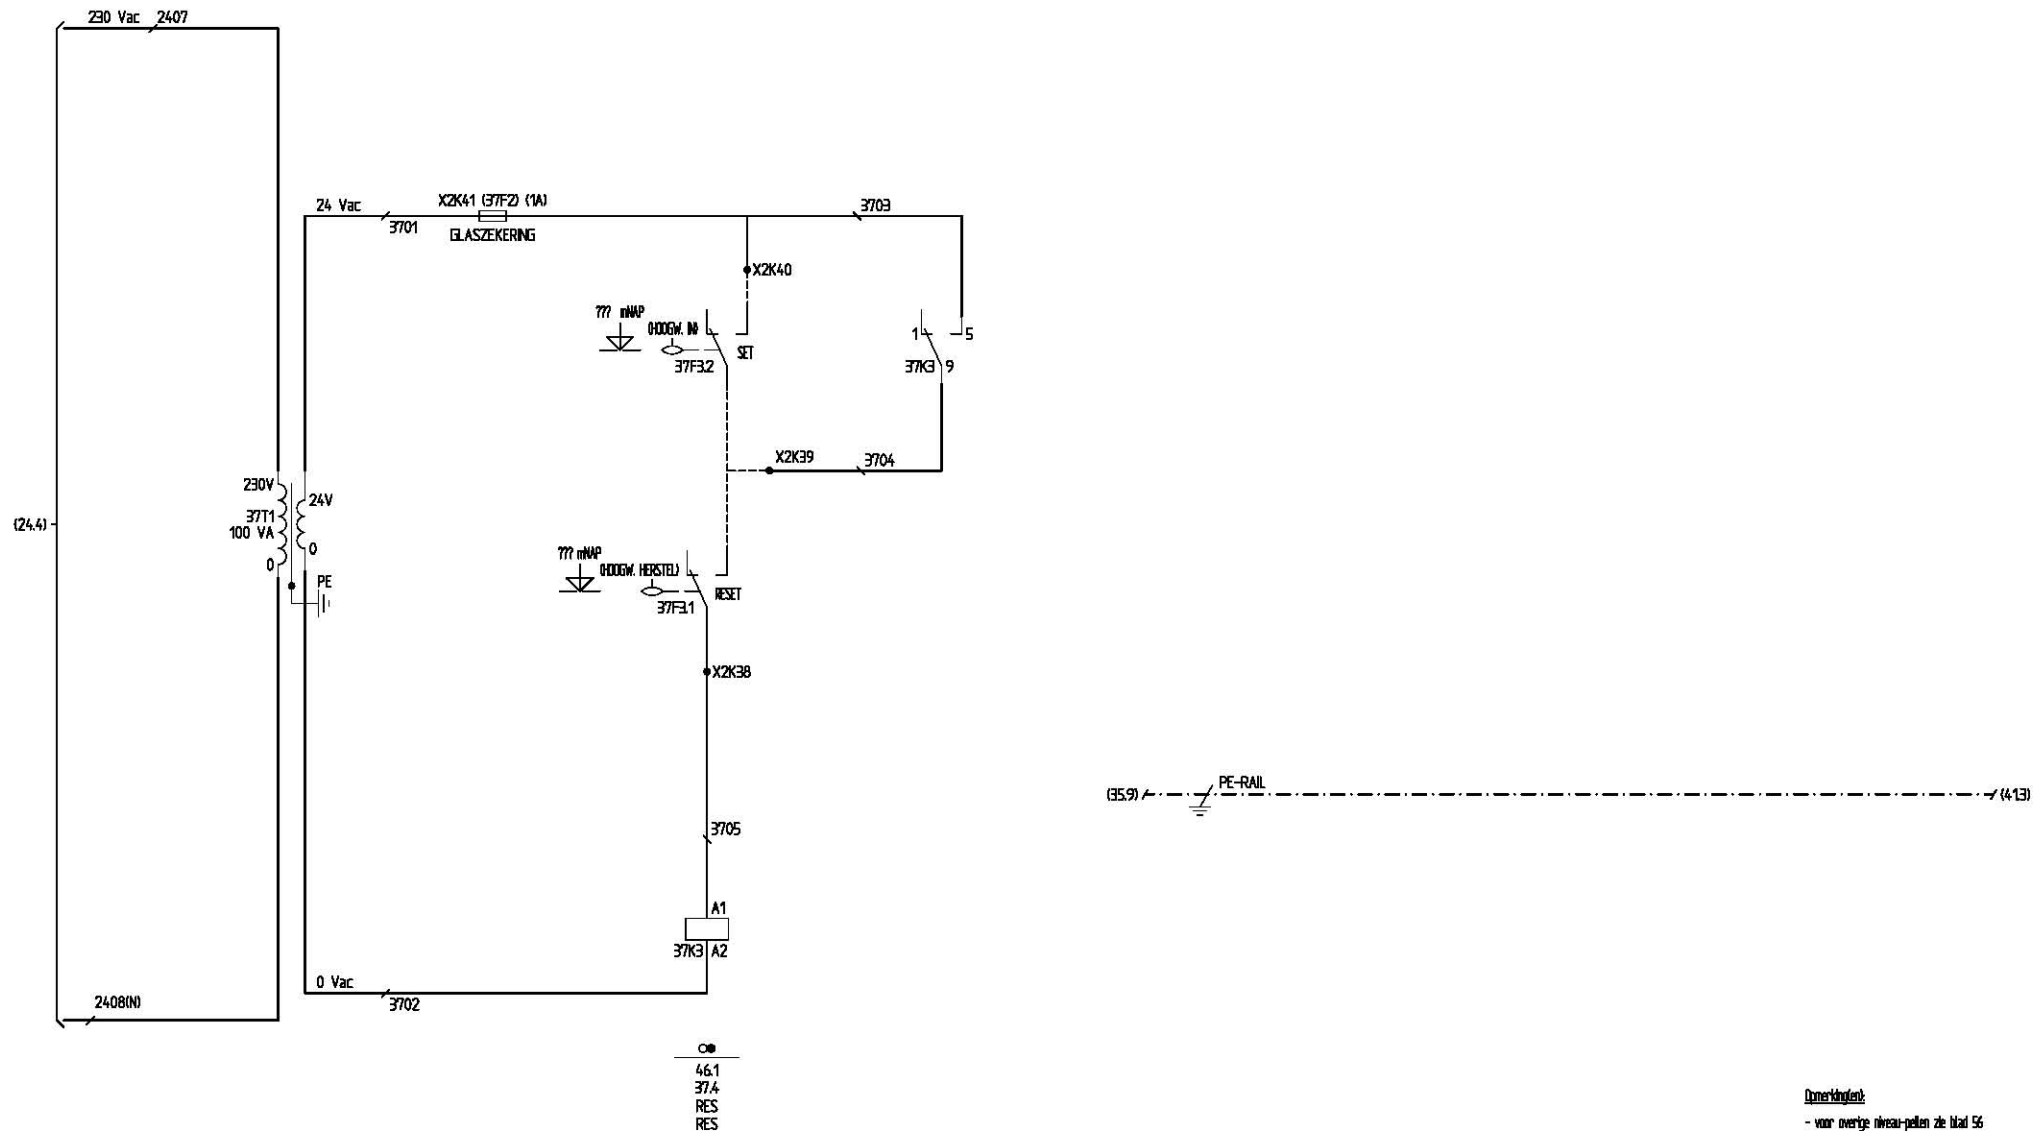 230 Vac 2407
24 Vac
3701
X2K41 (37F2) (1A)
GLASZEKERING
3703
X2K40
??? mNAP
(HOOGW. IN)
37F3.2
SET
1
5
37K3
9
X2K39
3704
230V
37T1
100 VA
0
24V
0
PE
(24.4)
??? mNAP
(HOOGW. HERSTEL)
37F3.1
RESET
X2K38
PE-RAIL
(35.9)
(41.3)
3705
A1
37K3
A2
0 Vac
3702
2408(N)
46.1
37.4
RES
RES
Opmerking(en):
- voor overige niveau-peilen zie blad 56